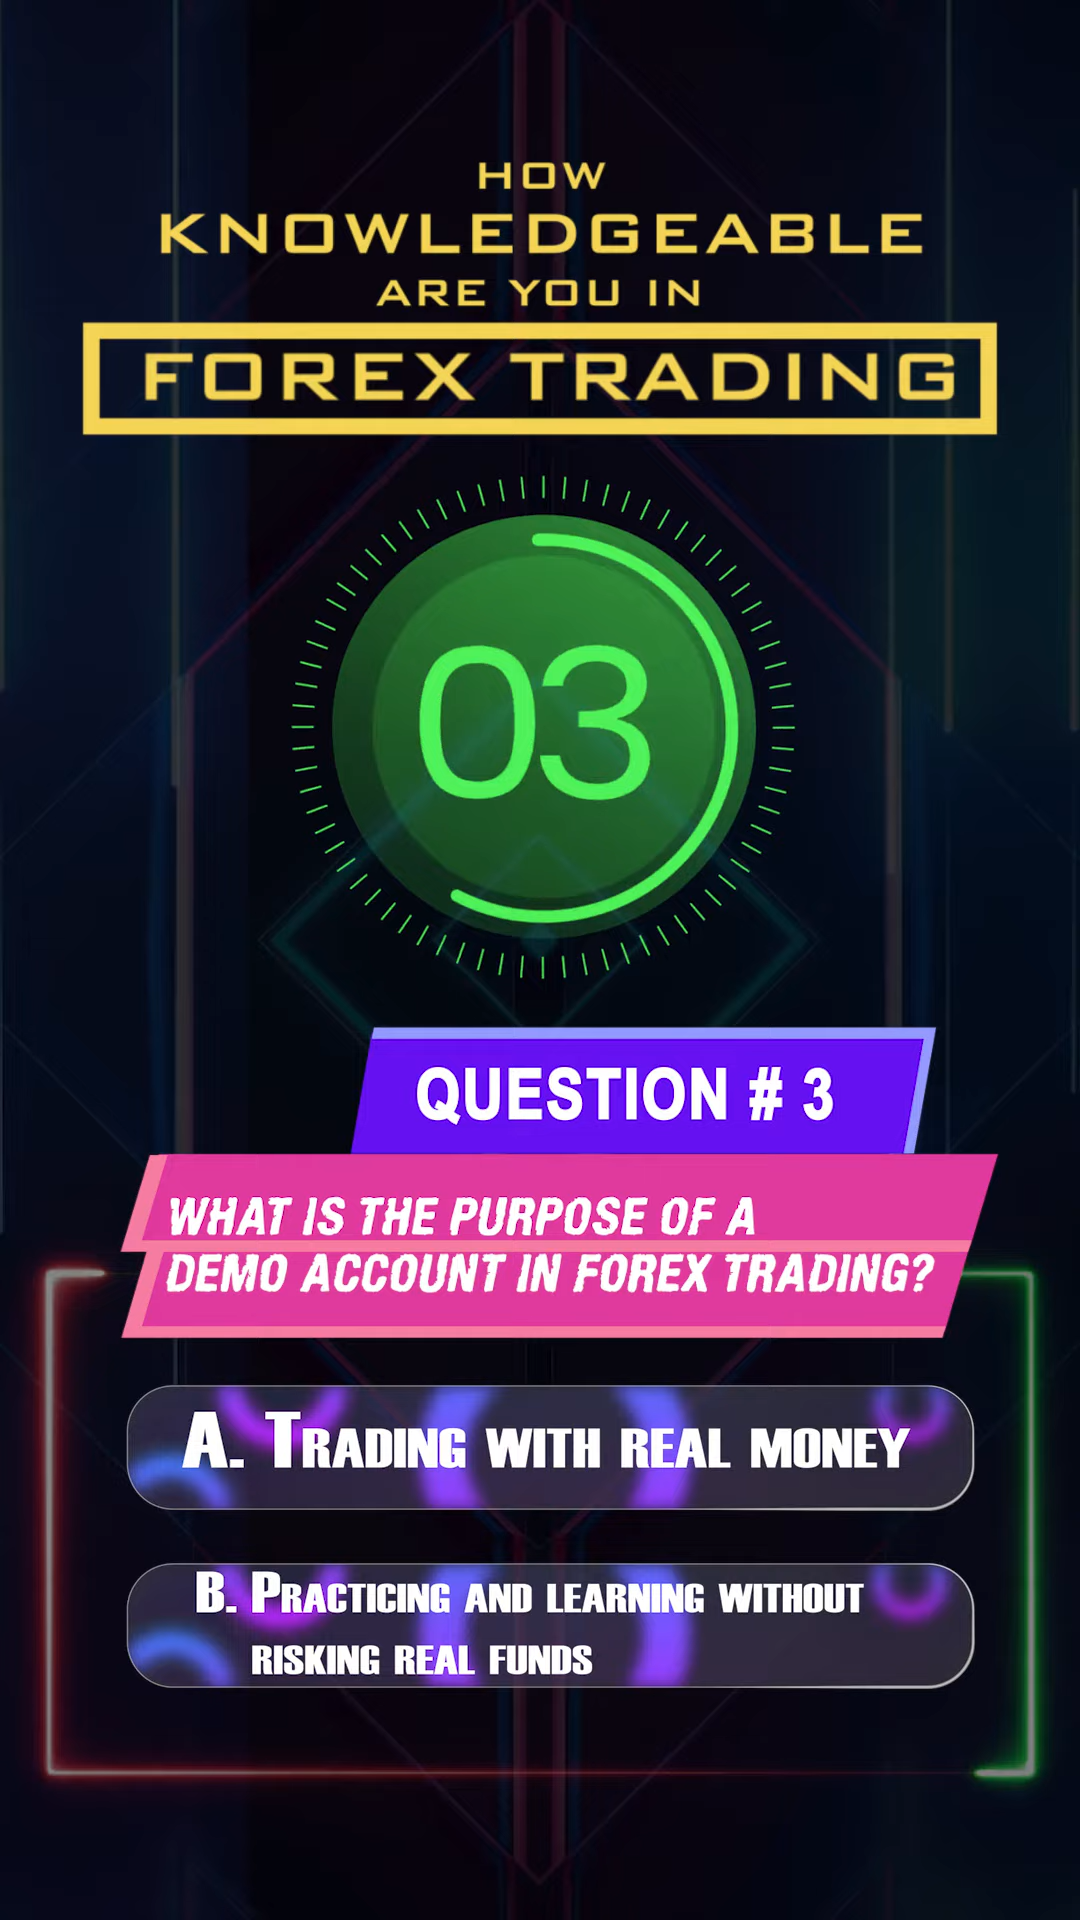 HOW
KNOWLEDGEABLE
ARE YOU IN
FOREX TRADING
03
QUESTION # 3
WHAT IS THE PURPOSE OF A
DEMO ACCOUNT IN FOREX TRADING?
A. TRADING WITH REAL MONEY
B. PRACTICING AND LEARNING WITHOUT
RISKING REAL FUNDS